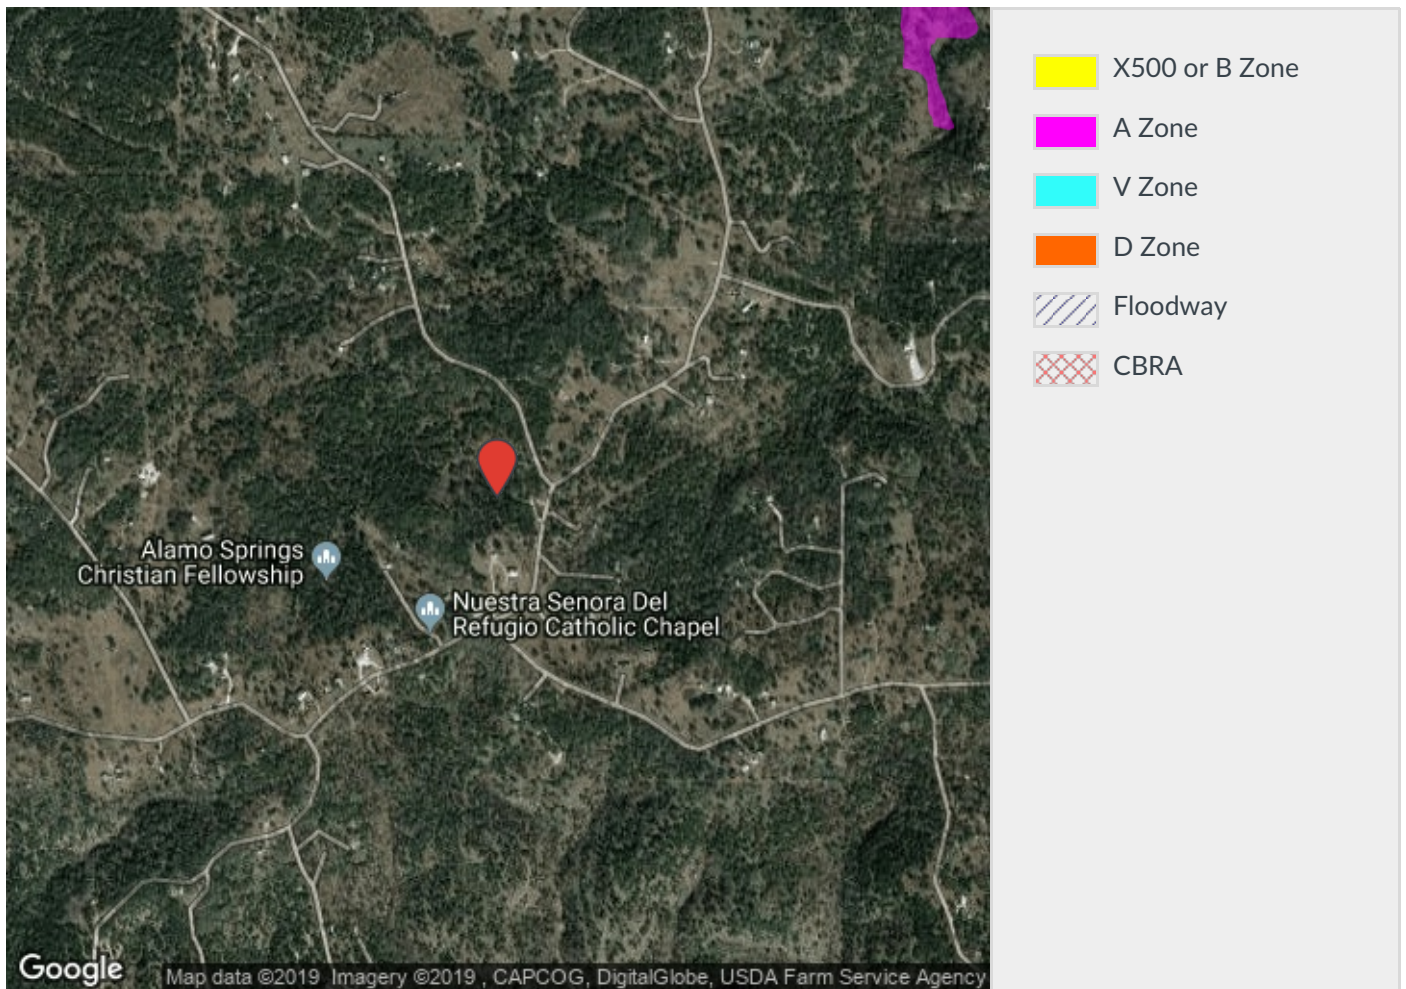 Alamo Springs
Christian Fellowship
Nuestra Senora Del
Refugio Catholic Chapel
Google
Map data ©2019 Imagery ©2019 , CAPCOG, DigitalGlobe, USDA Farm Service Agency
X500 or B Zone
A Zone
V Zone
D Zone
Floodway
CBRA